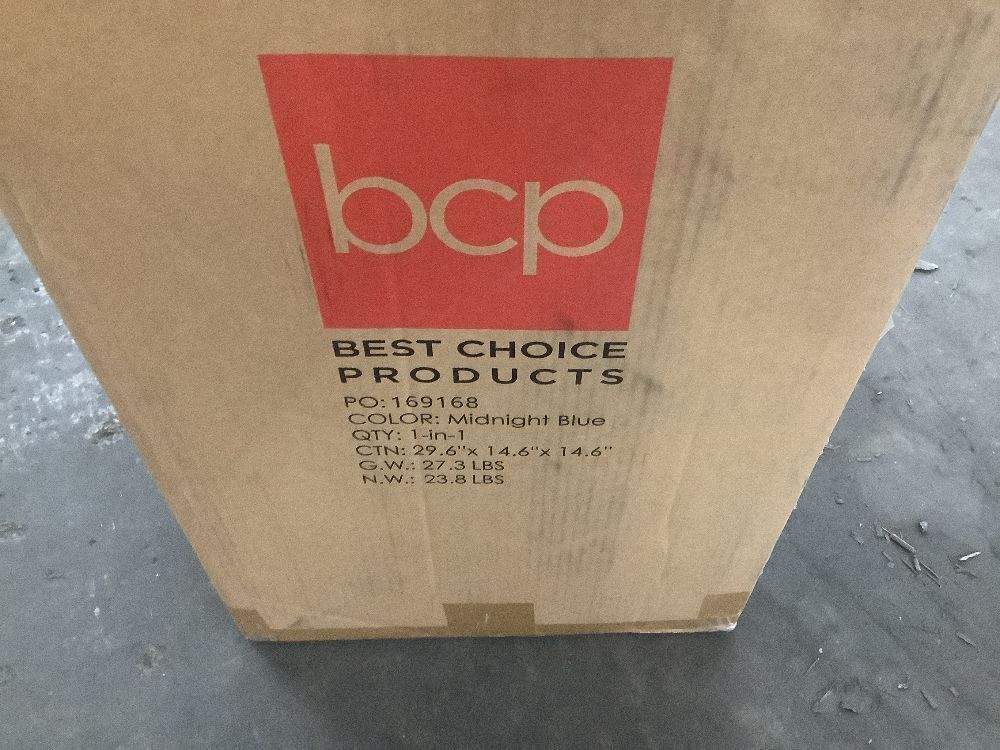 bcp
BEST CHOICE
PRODUCTS
PO: 169168
COLOR: Midnight Blue
QTY: 1-in-1
CTN: 29.6"x 14.6"x 14.6"
G.W.: 27.3 LBS
N.W.: 23.8 LBS